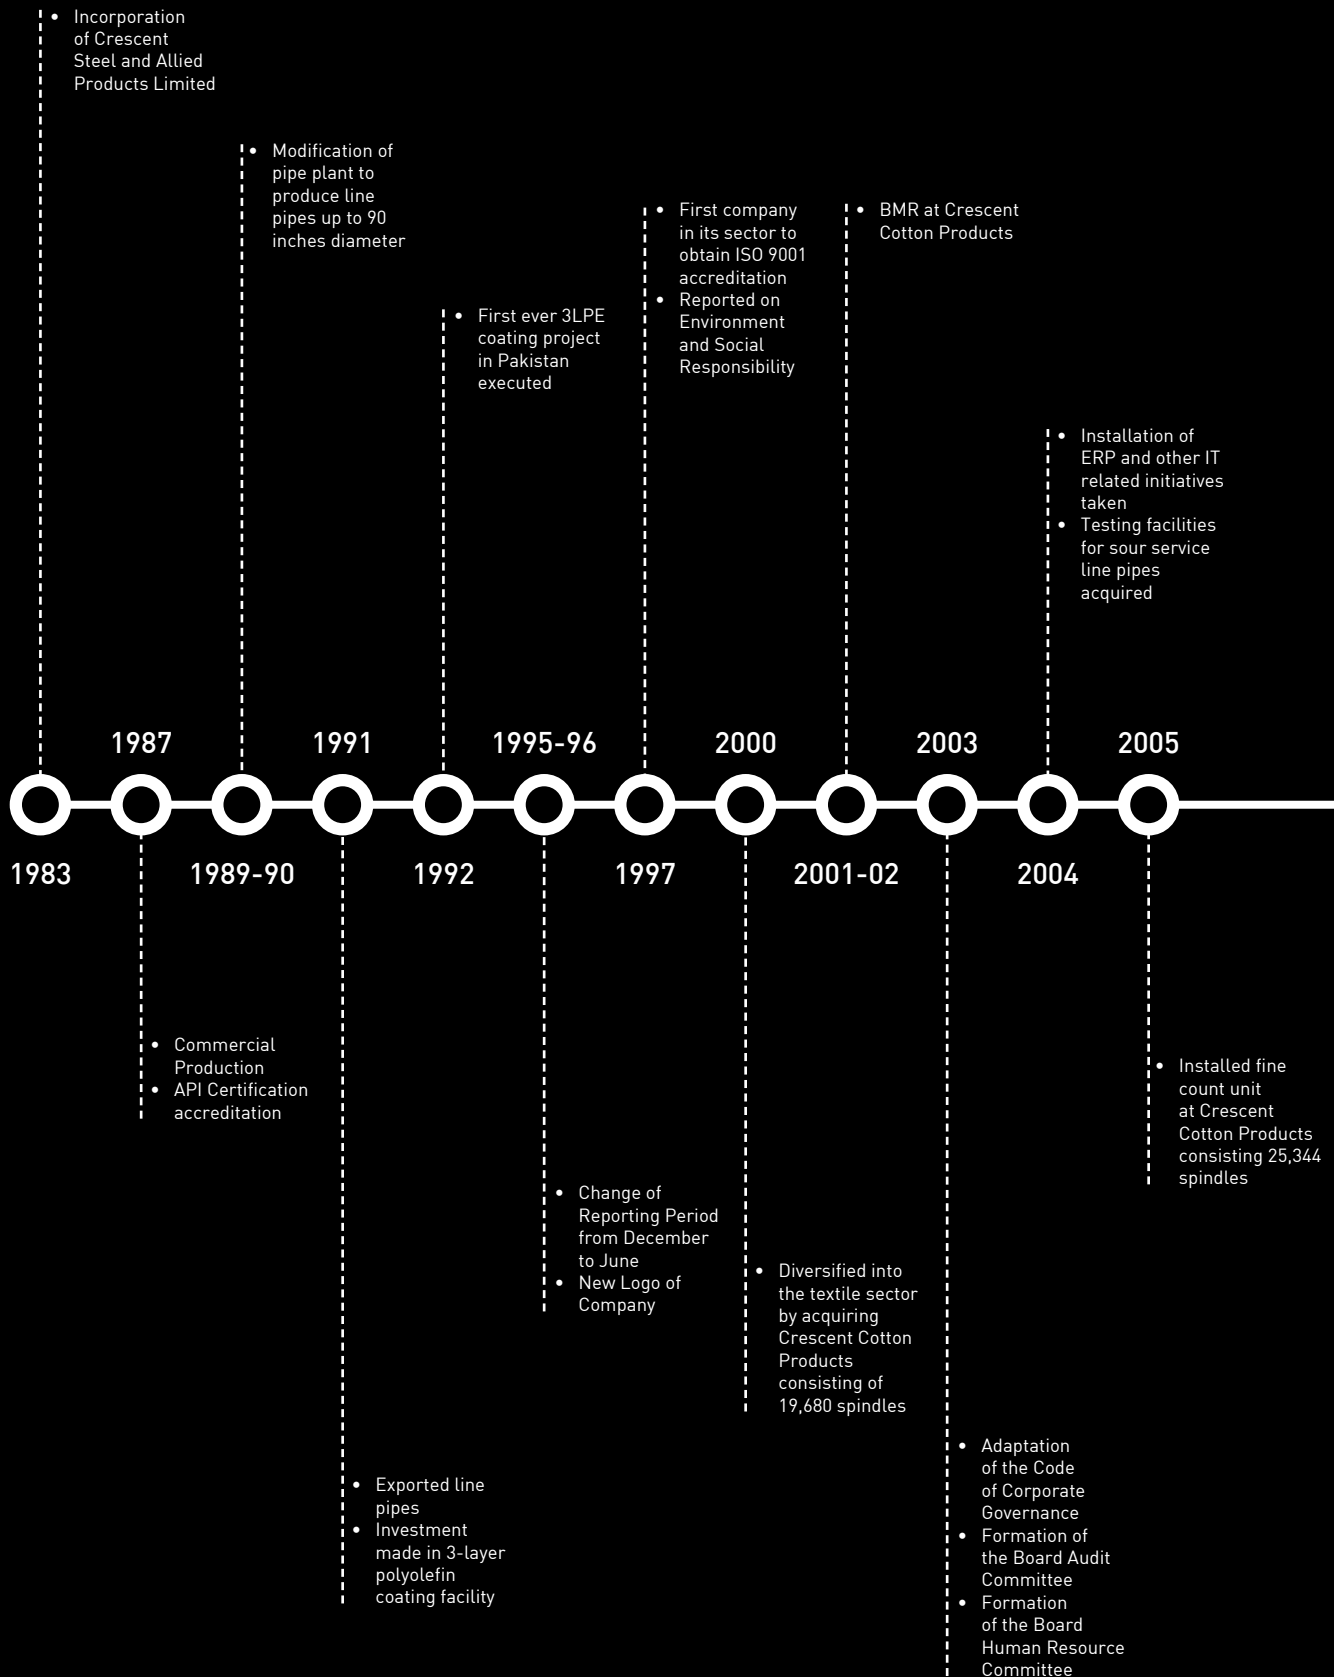 • Incorporation
of Crescent
Steel and Allied
Products Limited
• Modification of
pipe plant to
produce line
pipes up to 90
inches diameter
• First ever 3LPE
coating project
in Pakistan
executed
• First company
in its sector to
obtain ISO 9001
accreditation
• Reported on
Environment
and Social
Responsibility
• BMR at Crescent
Cotton Products
• Installation of
ERP and other IT
related initiatives
taken
• Testing facilities
for sour service
line pipes
acquired
1987
1991
1995-96
2000
2003
2005
1983
1989-90
1992
1997
2001-02
2004
• Commercial
Production
• API Certification
accreditation
• Exported line
pipes
• Investment
made in 3-layer
polyolefin
coating facility
• Change of
Reporting Period
from December
to June
• New Logo of
Company
• Diversified into
the textile sector
by acquiring
Crescent Cotton
Products
consisting of
19,680 spindles
• Adaptation
of the Code
of Corporate
Governance
• Formation of
the Board Audit
Committee
• Formation
of the Board
Human Resource
Committee
• Installed fine
count unit
at Crescent
Cotton Products
consisting 25,344
spindles